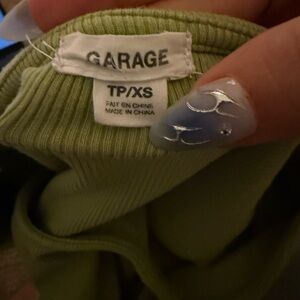 GARAGE
TP/XS
FAIT EN CHINE
MADE IN CHINA